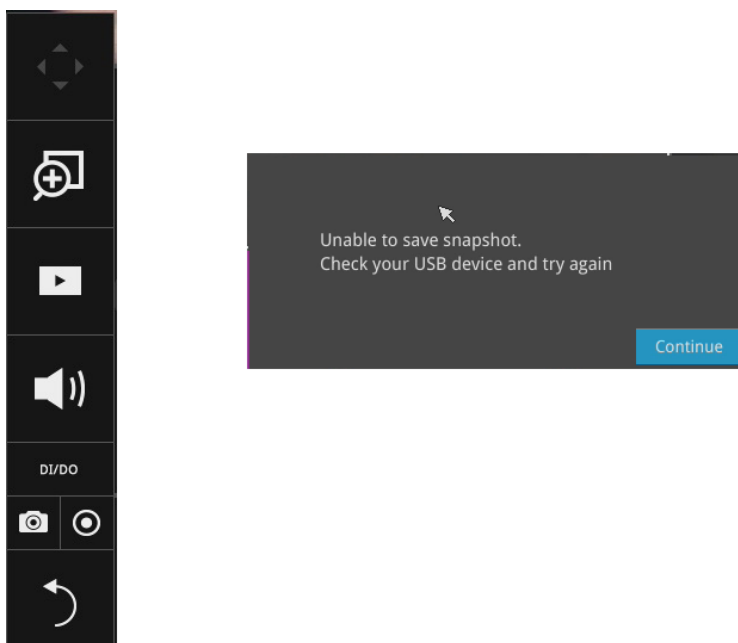 Unable to save snapshot.
Check your USB device and try again
Continue
DI/DO